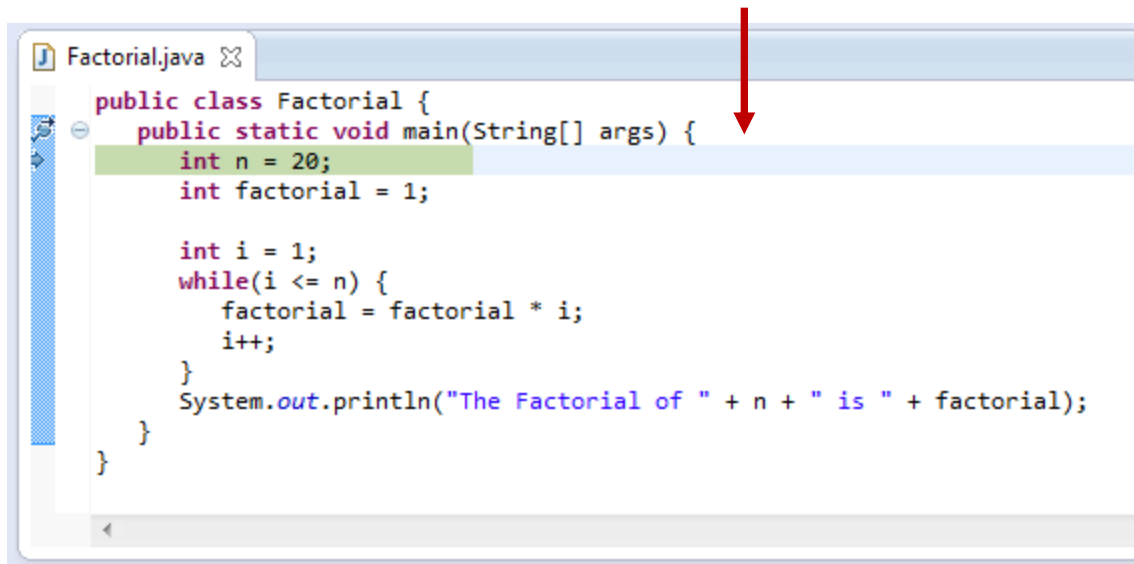 Factorial.java
public class Factorial {
public static void main(String[] args) {
int n = 20;
int factorial = 1;
int i = 1;
while(i <= n) {
factorial = factorial * i;
i++;
}
System.out.println("The Factorial of " + n + " is " + factorial);
}
}